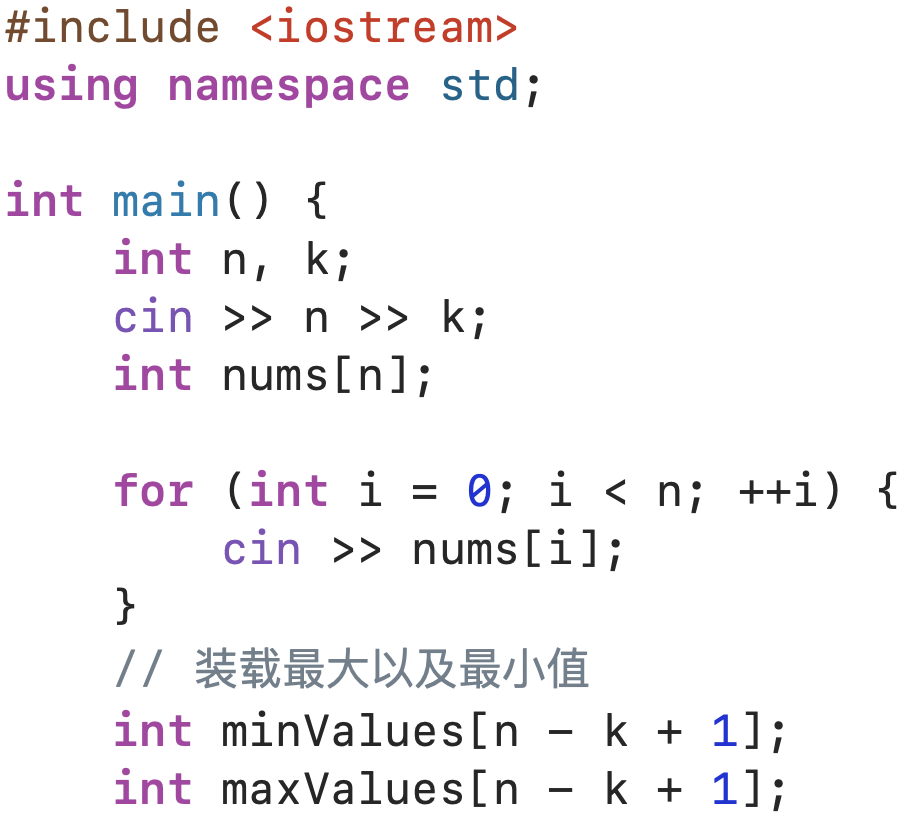 #include <iostream>
using namespace std;

int main() {
    int n, k;
    cin >> n >> k;
    int nums[n];

    for (int i = 0; i < n; ++i) {
        cin >> nums[i];
    }
    // 装载最大以及最小值
    int minValues[n - k + 1];
    int maxValues[n - k + 1];